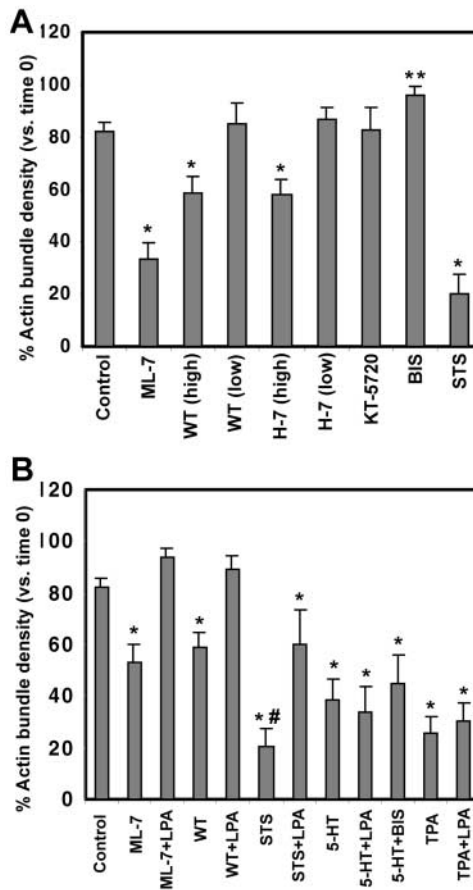 A
% Actin bundle density (vs. time 0)
120
100
80
60
40
20
0
*
*
*
**
*
Control
ML-7
WT (high)
WT (low)
H-7 (high)
H-7 (low)
KT-5720
BIS
STS
B
% Actin bundle density (vs. time 0)
120
100
80
60
40
20
0
*
*
*#
*
*
*
*
*
*
Control
ML-7
ML-7+LPA
WT
WT+LPA
STS
STS+LPA
5-HT
5-HT+LPA
5-HT+BIS
TPA
TPA+LPA